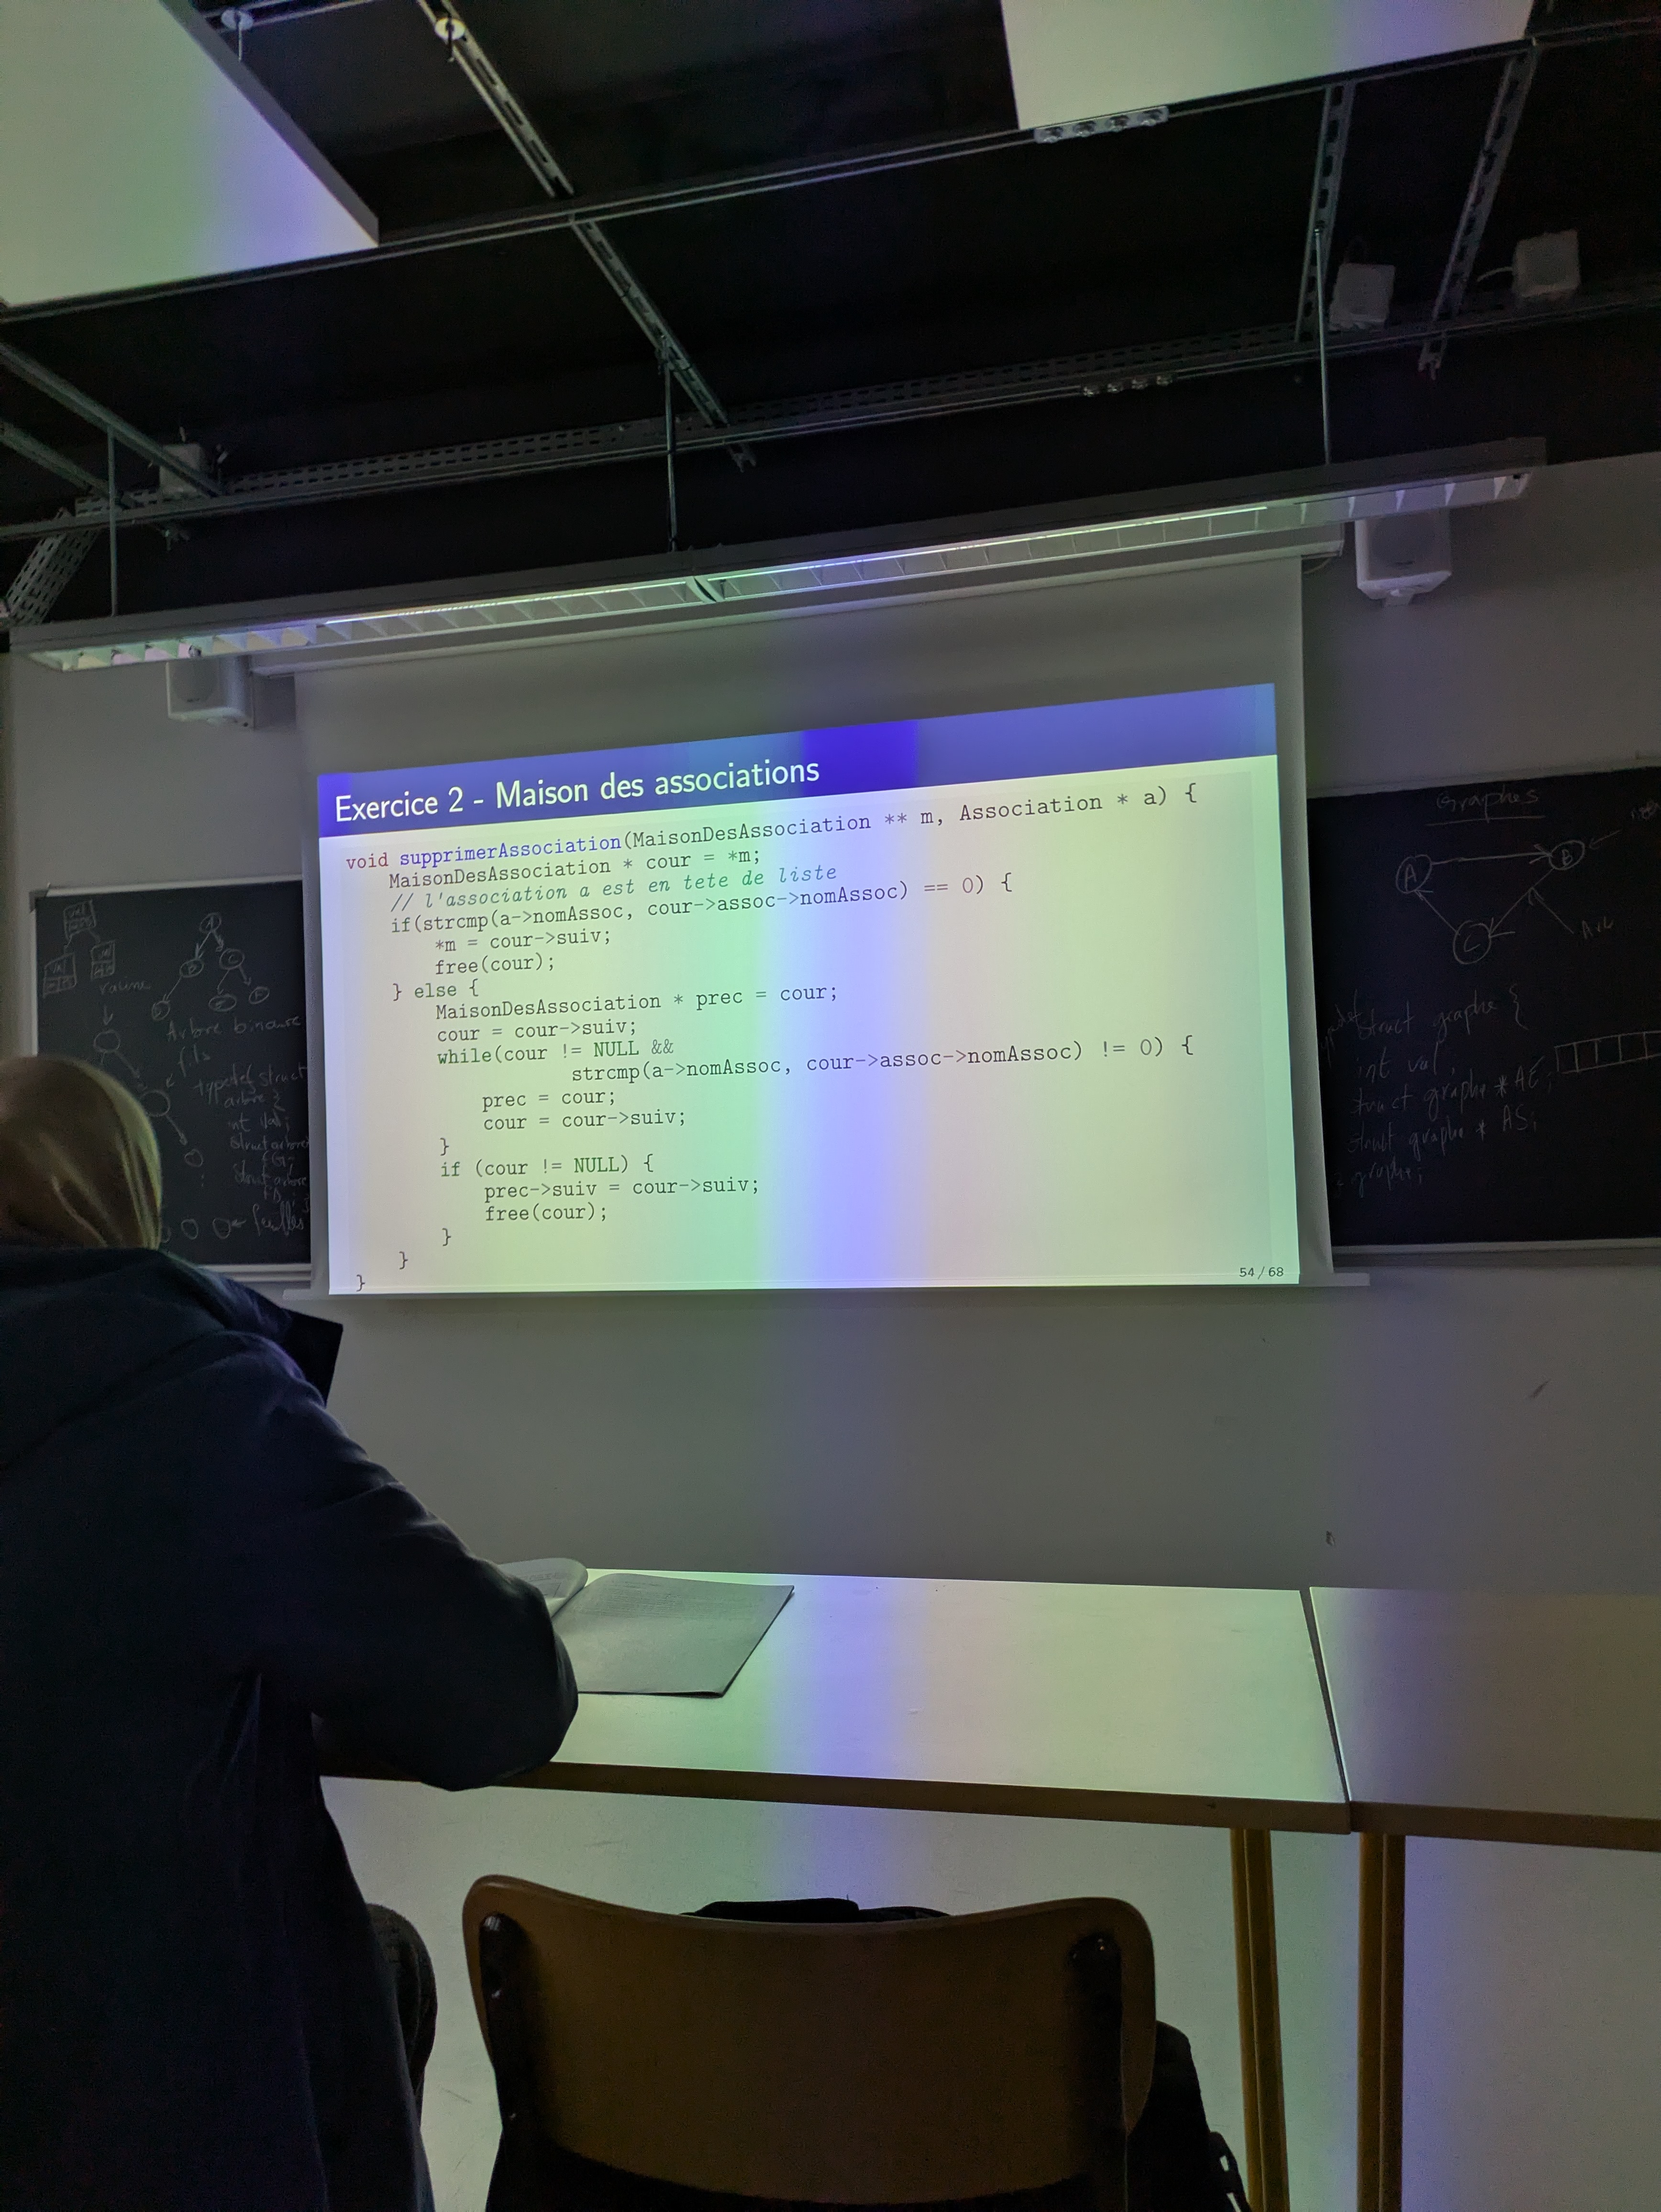 Exercice 2 - Maison des associations
void supprimerAssociation(MaisonDesAssociation ** m, Association * a) {
MaisonDesAssociation * cour = *m;
// l'association a est en tete de liste
if(strcmp(a->nomAssoc, cour->assoc->nomAssoc) == 0) {
*m = cour->suiv;
free(cour);
} else {
MaisonDesAssociation * prec = cour;
cour = cour->suiv;
while(cour != NULL &&
strcmp(a->nomAssoc, cour->assoc->nomAssoc) != 0) {
prec = cour;
cour = cour->suiv;
}
if (cour != NULL) {
prec->suiv = cour->suiv;
free(cour);
}
}
}
54 / 68
A
B
C
racine
Arbre binaire
fils
typedef struct
arbre {
int val;
struct arbre
struct arbre
feuilles
Graphes
A
B
C
struct graphe {
int val;
struct graphe * AE;
struct graphe * AS;
graphe;